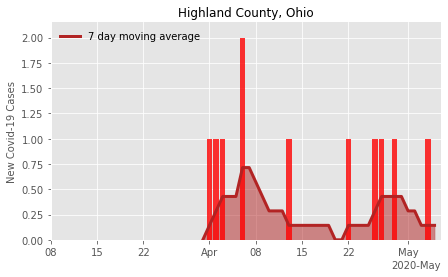 Highland County, Ohio
7 day moving average
New Covid-19 Cases
2.00
1.75
1.50
1.25
1.00
0.75
0.50
0.25
0.00
08
15
22
Apr
08
15
22
May
2020-May